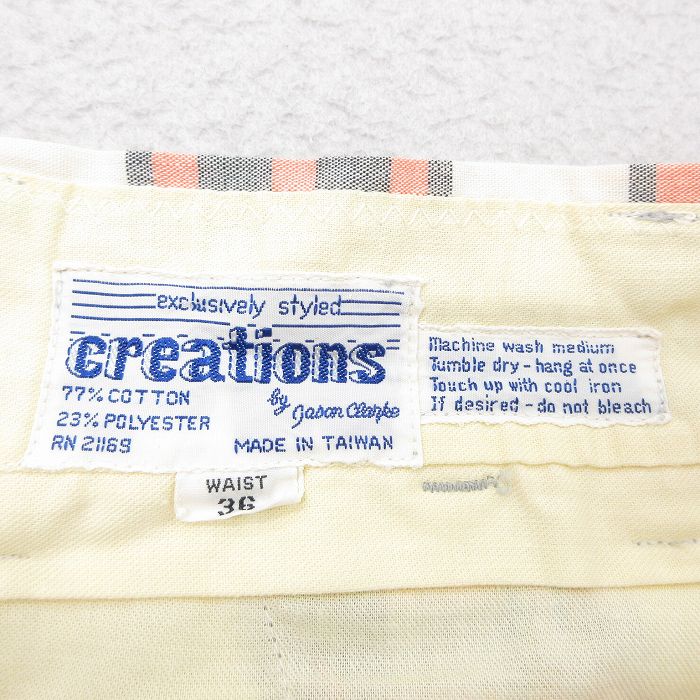 exclusively styled
creations
by Jason Clarke
77% COTTON
23% POLYESTER
RN 21169
MADE IN TAIWAN
Machine wash medium
Tumble dry - hang at once
Touch up with cool iron
If desired - do not bleach
WAIST
36